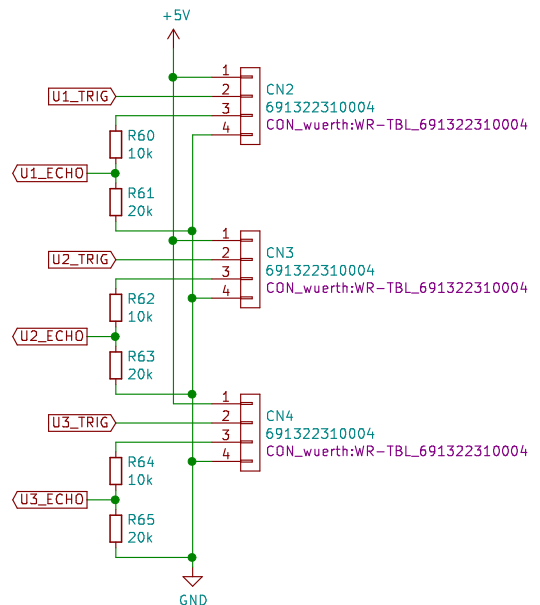 +5V
1
CN2
U1_TRIG
2
691322310004
3
CON_wuerth:WR-TBL_691322310004
4
R60
10k
U1_ECHO
R61
20k
1
CN3
U2_TRIG
2
691322310004
3
CON_wuerth:WR-TBL_691322310004
4
R62
10k
U2_ECHO
R63
20k
1
CN4
U3_TRIG
2
691322310004
3
CON_wuerth:WR-TBL_691322310004
4
R64
10k
U3_ECHO
R65
20k
GND